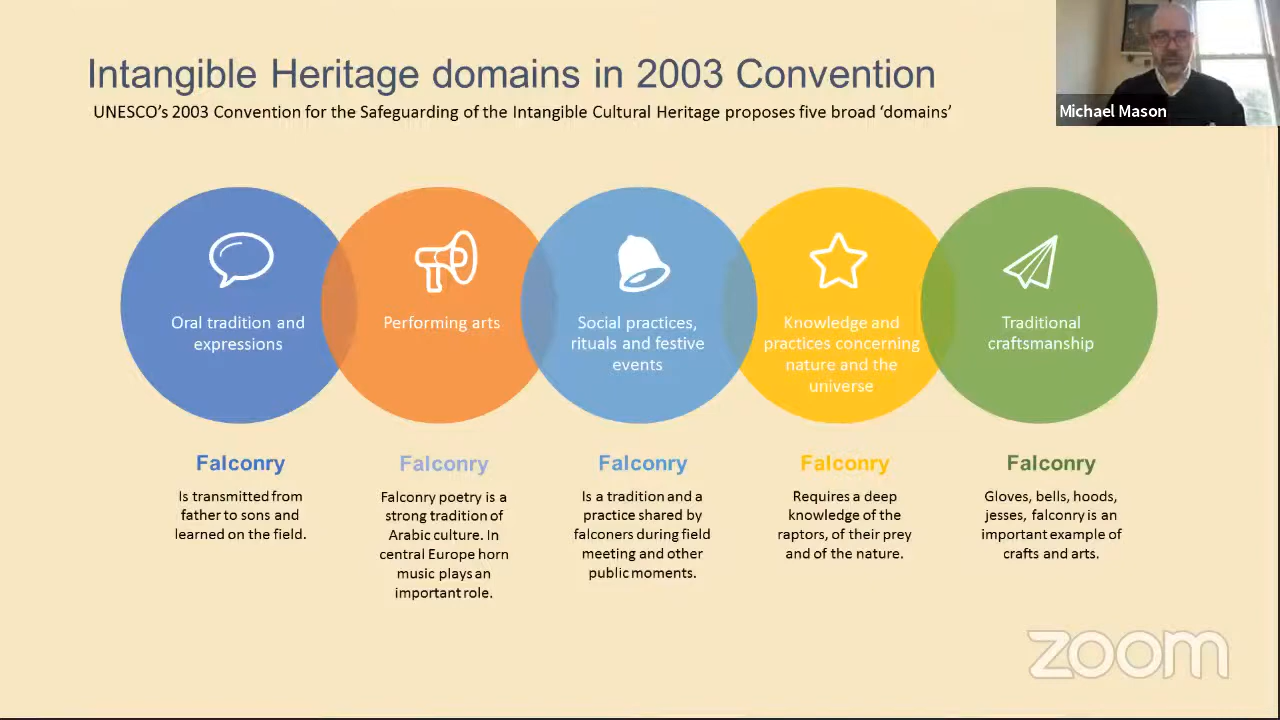 Intangible Heritage domains in 2003 Convention
UNESCO's 2003 Convention for the Safeguarding of the Intangible Cultural Heritage proposes five broad ‘domains’
Michael Mason
Oral tradition and
expressions
Performing arts
Social practices,
rituals and festive
events
Knowledge and
practices concerning
nature and the
universe
Traditional
craftsmanship
Falconry
Is transmitted from
father to sons and
learned on the field.
Falconry
Falconry poetry is a
strong tradition of
Arabic culture. In
central Europe horn
music plays an
important role.
Falconry
Is a tradition and a
practice shared by
falconers during field
meeting and other
public moments.
Falconry
Requires a deep
knowledge of the
raptors, of their prey
and of the nature.
Falconry
Gloves, bells, hoods,
jesses, falconry is an
important example of
crafts and arts.
zoom